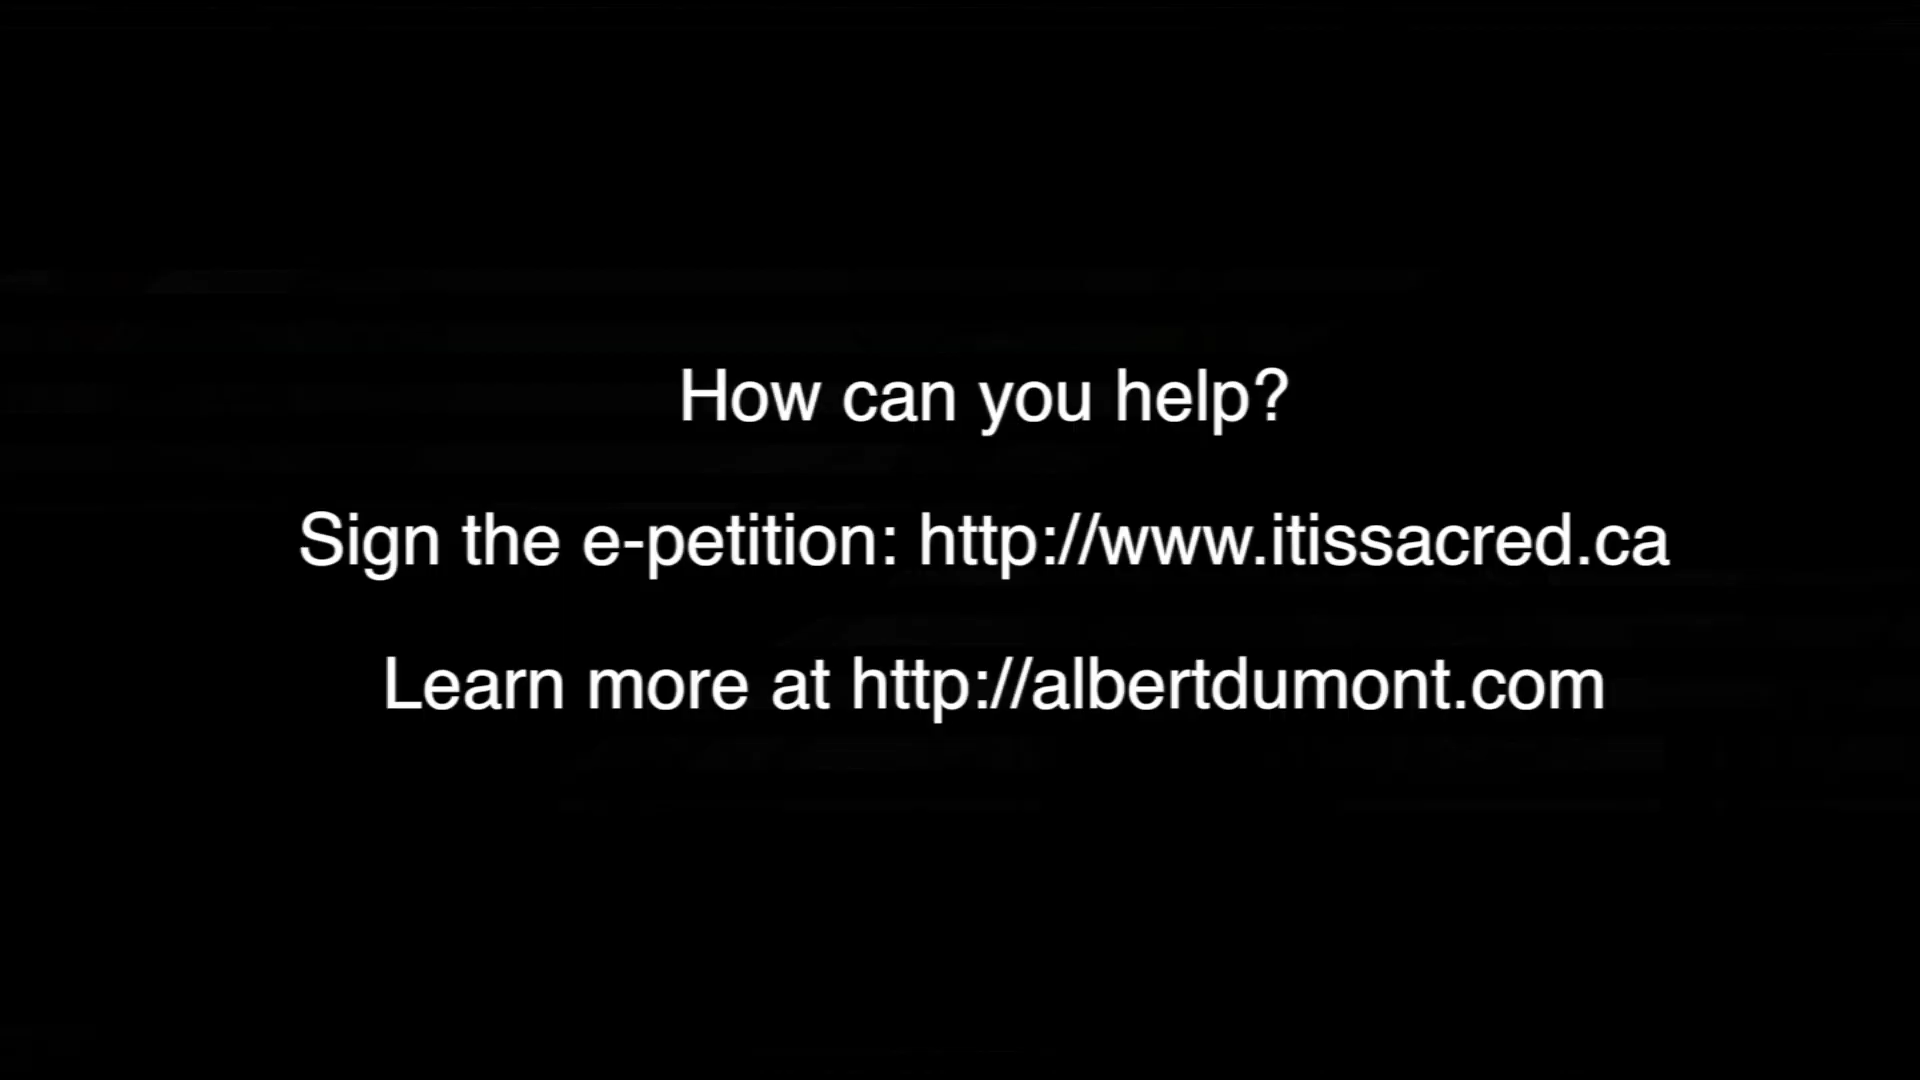 How can you help?
Sign the e-petition: http://www.itissacred.ca
Learn more at http://albertdumont.com